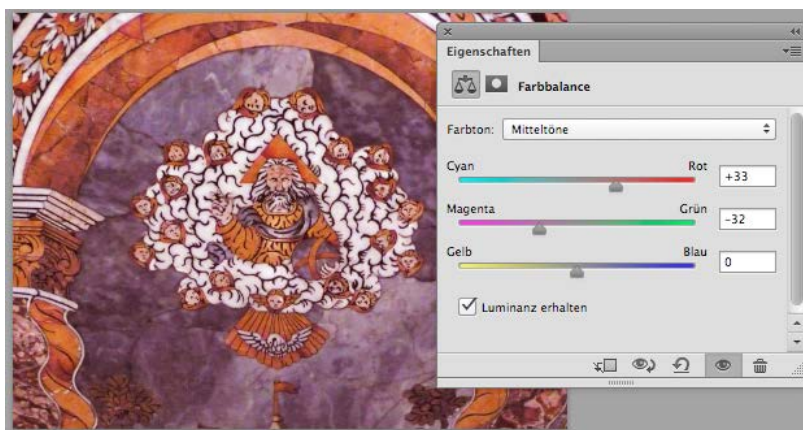 Eigenschaften
Farbbalance
Farbton: Mitteltöne
Cyan Rot +33
Magenta Grün -32
Gelb Blau 0
Luminanz erhalten